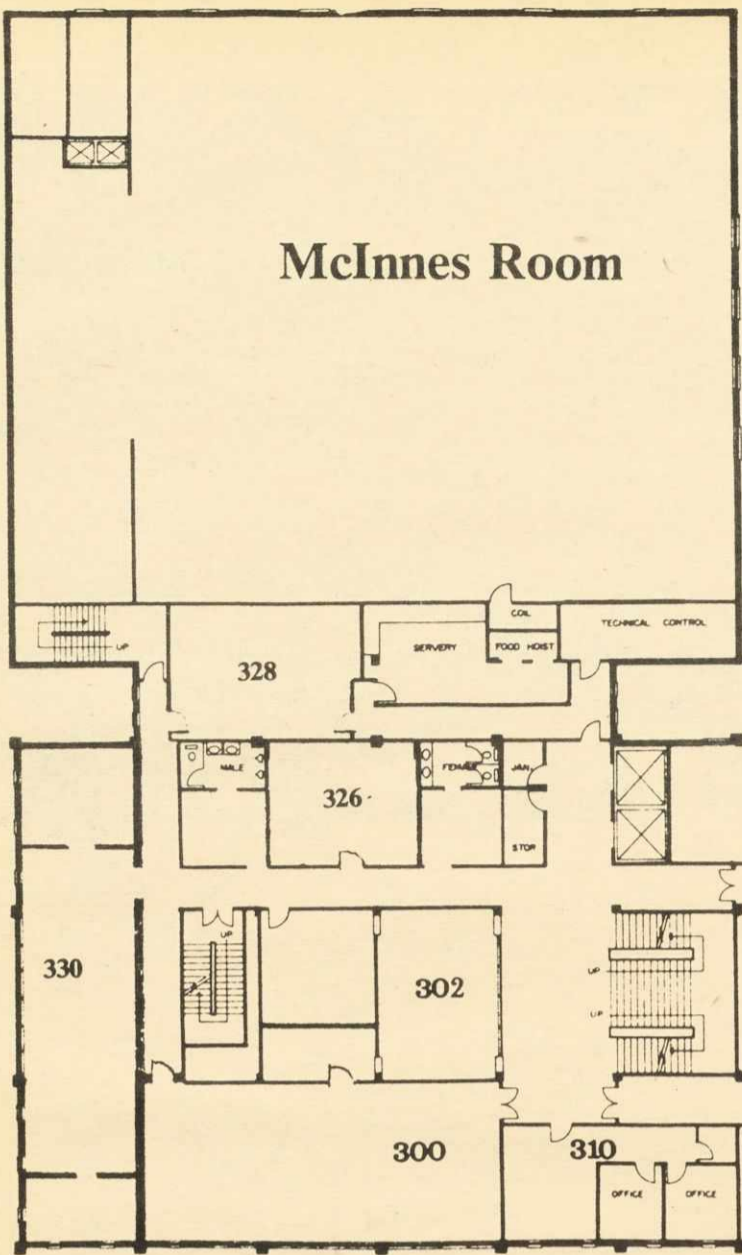 McInnes Room
COIL
TECHNICAL CONTROL
UP
SERVERY
FOOD HOIST
328
MALE
326
FEMALE
JAN.
STOR
UP
330
302
UP
UP
300
310
OFFICE
OFFICE